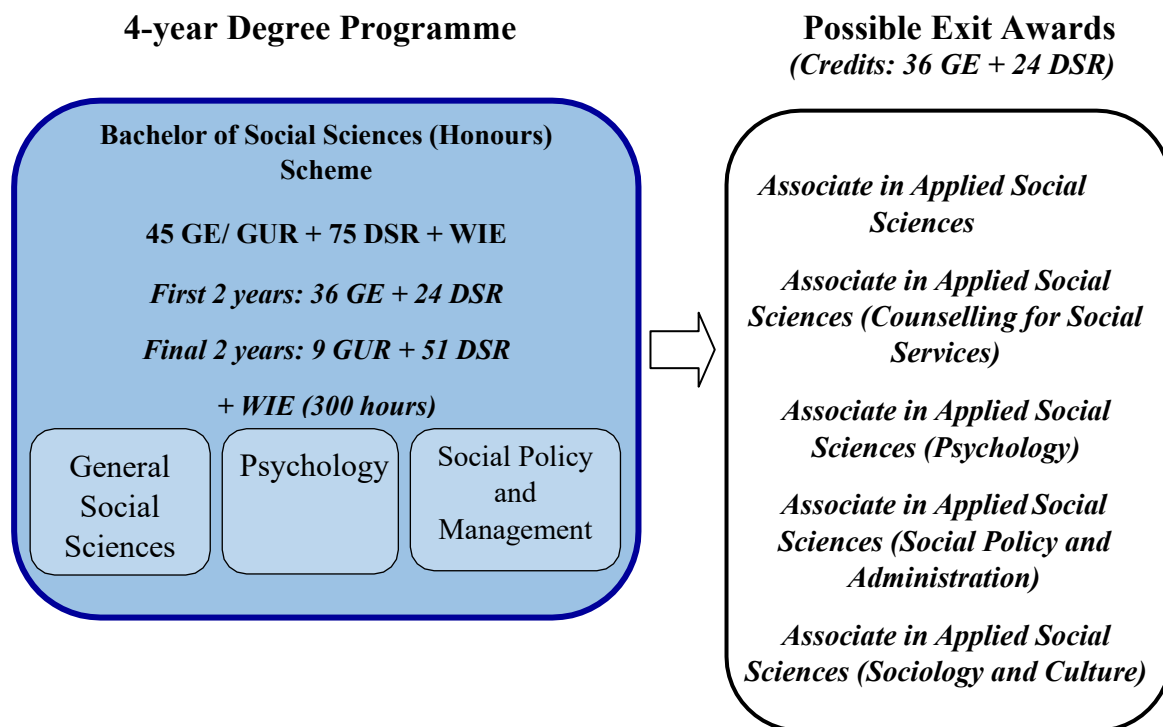 4-year Degree Programme
Bachelor of Social Sciences (Honours)
Scheme
45 GE/ GUR + 75 DSR + WIE
First 2 years: 36 GE + 24 DSR
Final 2 years: 9 GUR + 51 DSR
+ WIE (300 hours)
General
Social
Sciences
Psychology
Social Policy
and
Management
Possible Exit Awards
(Credits: 36 GE + 24 DSR)
Associate in Applied Social
Sciences
Associate in Applied Social
Sciences (Counselling for Social
Services)
Associate in Applied Social
Sciences (Psychology)
Associate in Applied Social
Sciences (Social Policy and
Administration)
Associate in Applied Social
Sciences (Sociology and Culture)